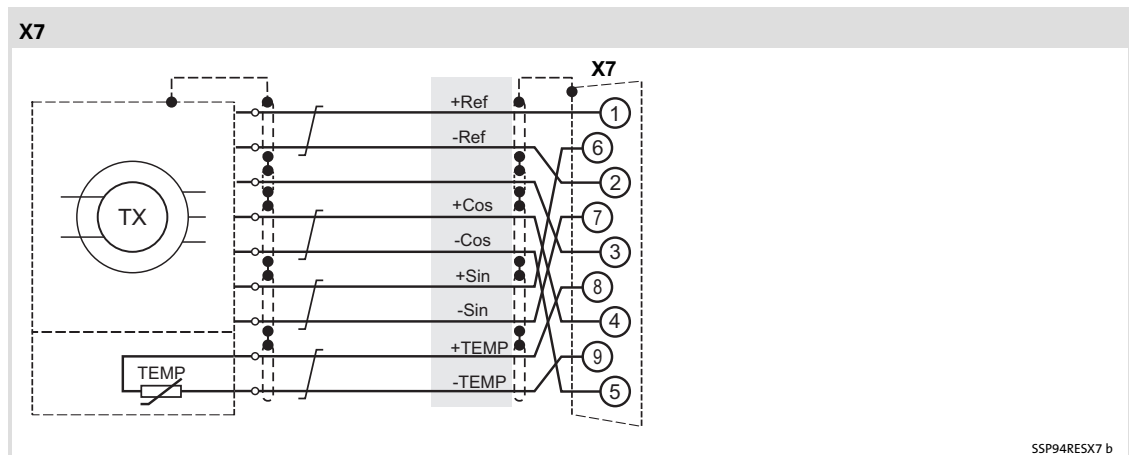 X7
X7
+Ref
1
-Ref
6
2
TX
+Cos
7
-Cos
3
+Sin
8
-Sin
4
+TEMP
9
TEMP
-TEMP
5
SSP94RESX7 b